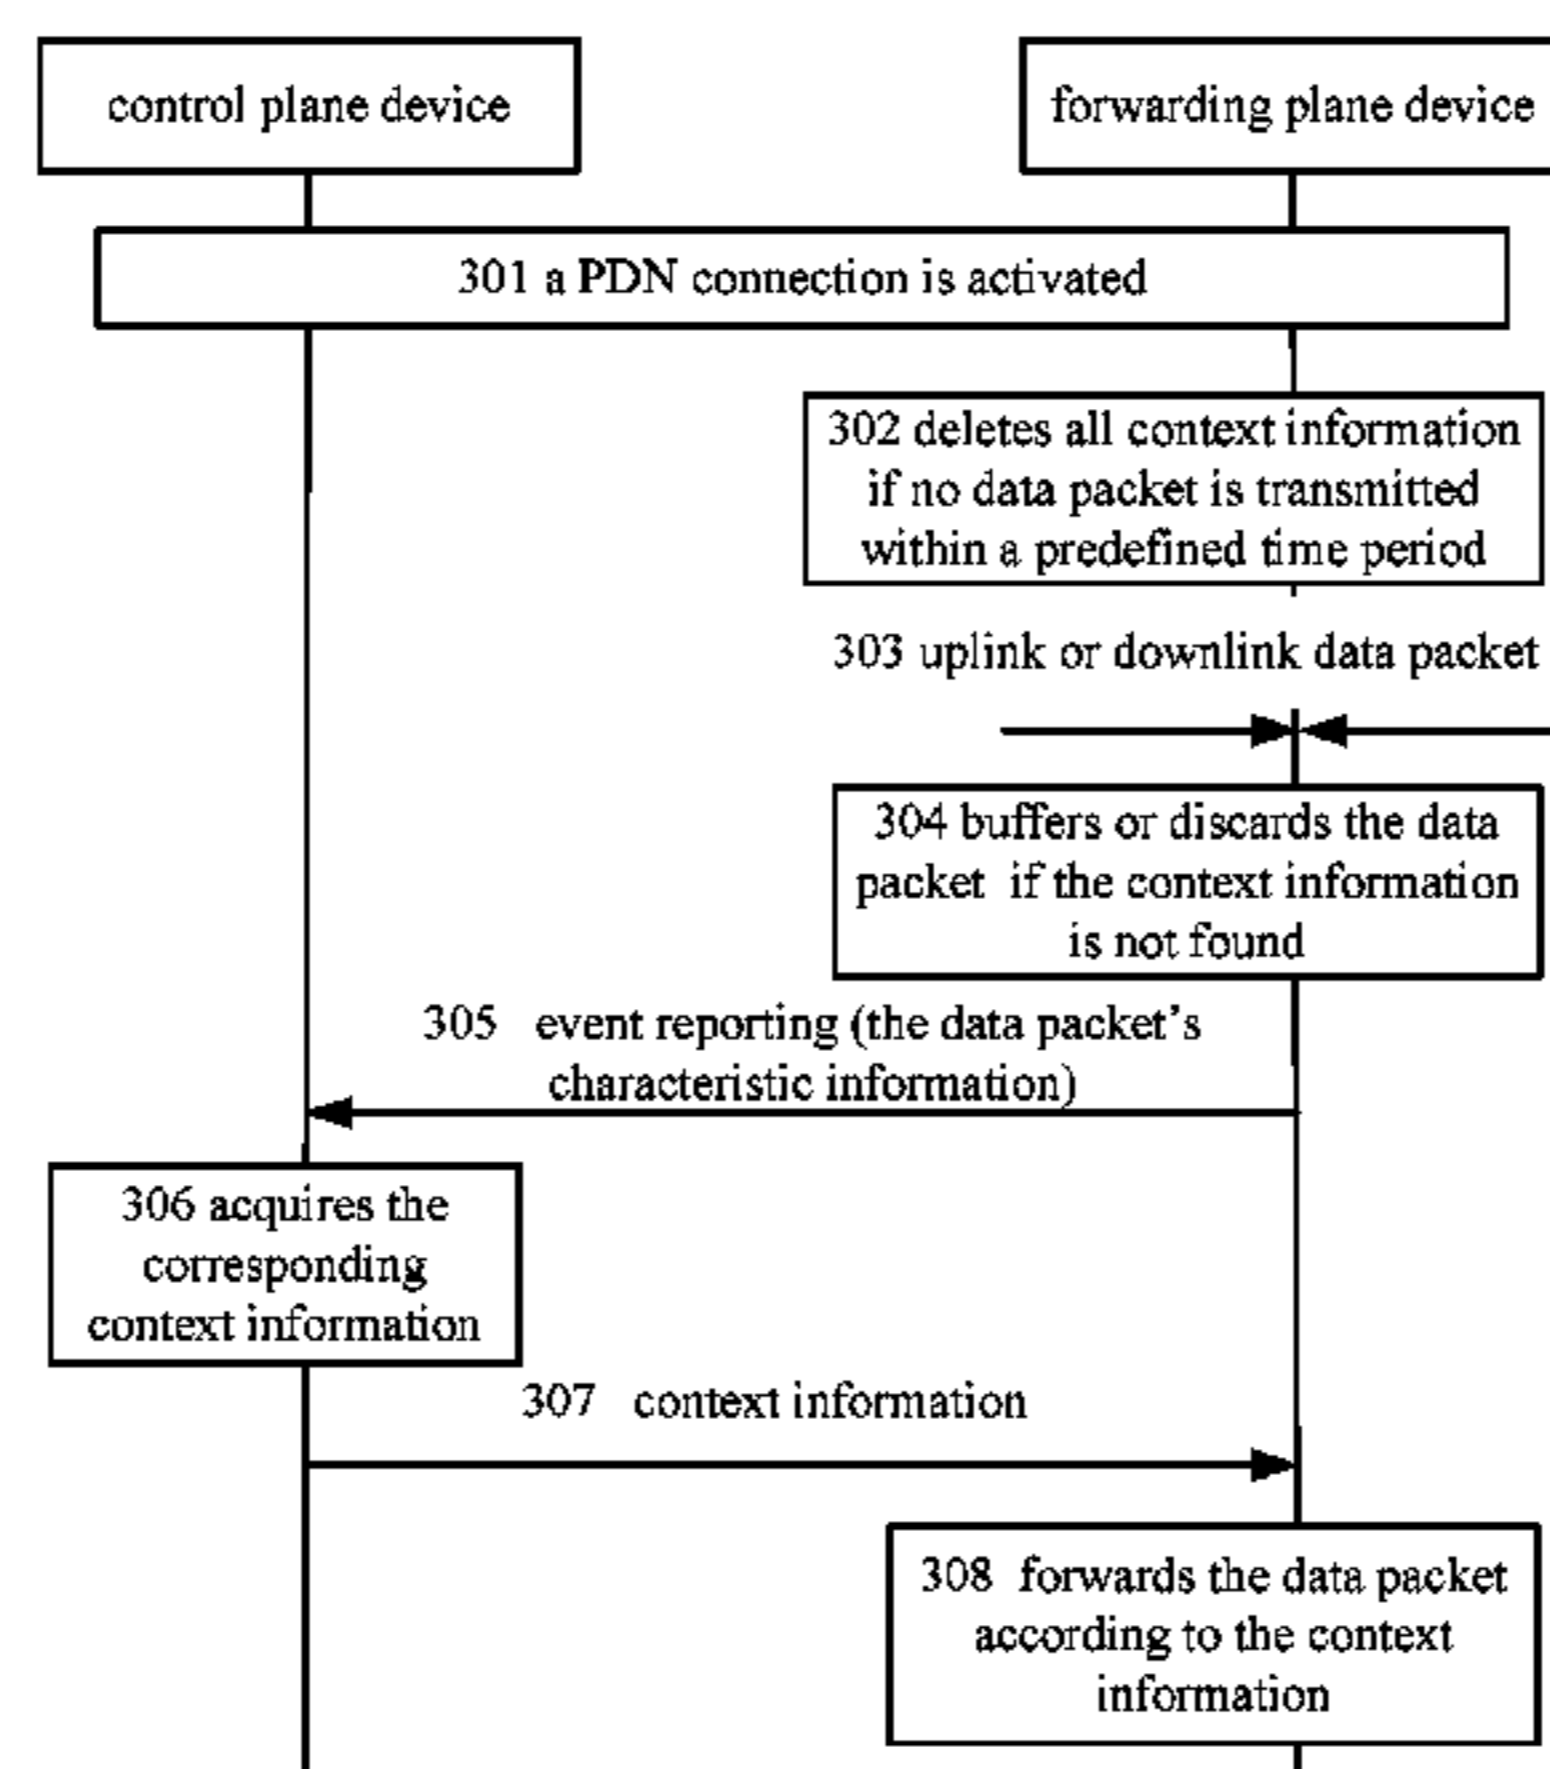 control plane device
forwarding plane device
301 a PDN connection is activated
302 deletes all context information
if no data packet is transmitted
within a predefined time period
303 uplink or downlink data packet
304 buffers or discards the data
packet if the context information
is not found
305 event reporting (the data packet’s
characteristic information)
306 acquires the
corresponding
context information
307 context information
308 forwards the data packet
according to the context
information